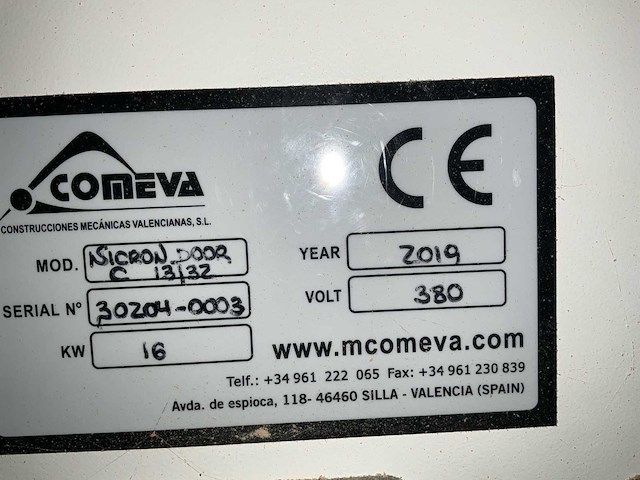 COMEVA
CONSTRUCCIONES MECÁNICAS VALENCIANAS, S.L.
CE
MOD. NICRON DOOR
C 13/32
SERIAL Nº 30204-0003
KW 16
YEAR 2019
VOLT 380
www.mcomeva.com
Telf.: +34 961 222 065 Fax: +34 961 230 839
Avda. de espioca, 118- 46460 SILLA - VALENCIA (SPAIN)